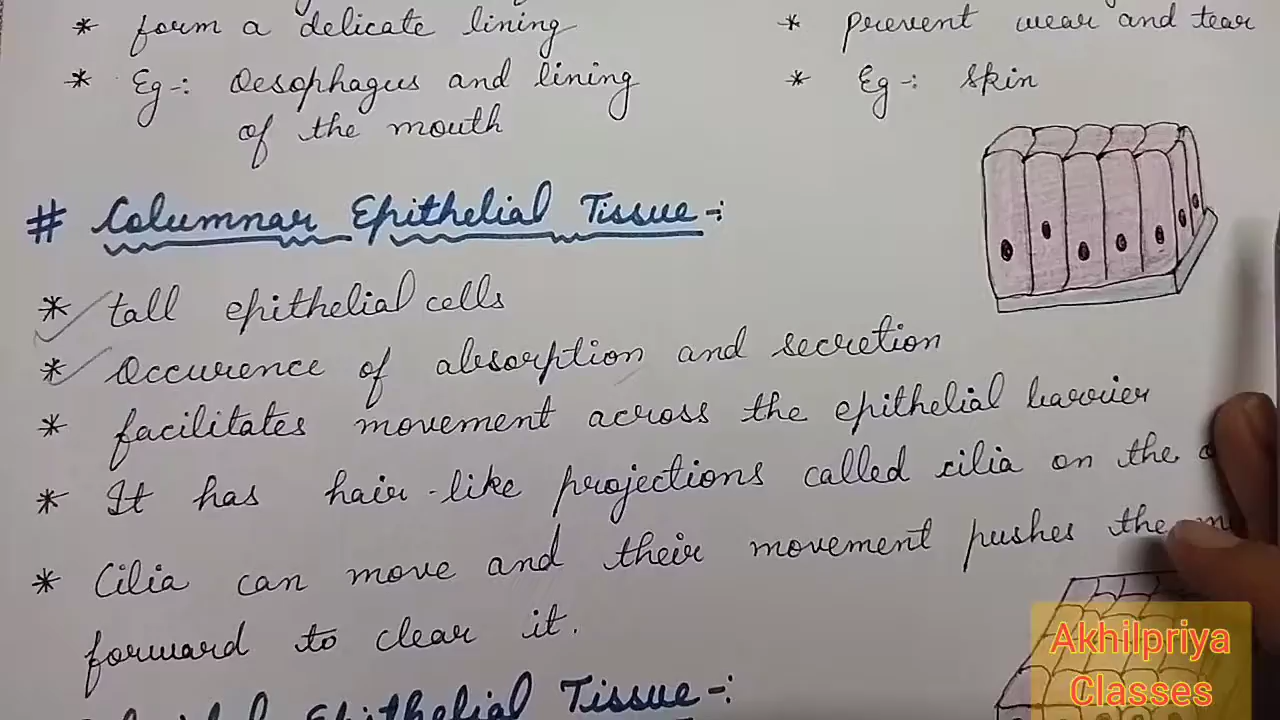 * form a delicate lining
* Eg-: Oesophagus and lining
of the mouth
* prevent wear and tear
* Eg-: Skin
# Columnar Epithelial Tissue-:
* tall epithelial cells
* Occurence of absorption and secretion
* facilitates movement across the epithelial barrier
* It has hair-like projections called cilia on the
* Cilia can move and their movement pushes the
forward to clear it.
Epithelial Tissue-:
Akhilpriya
Classes